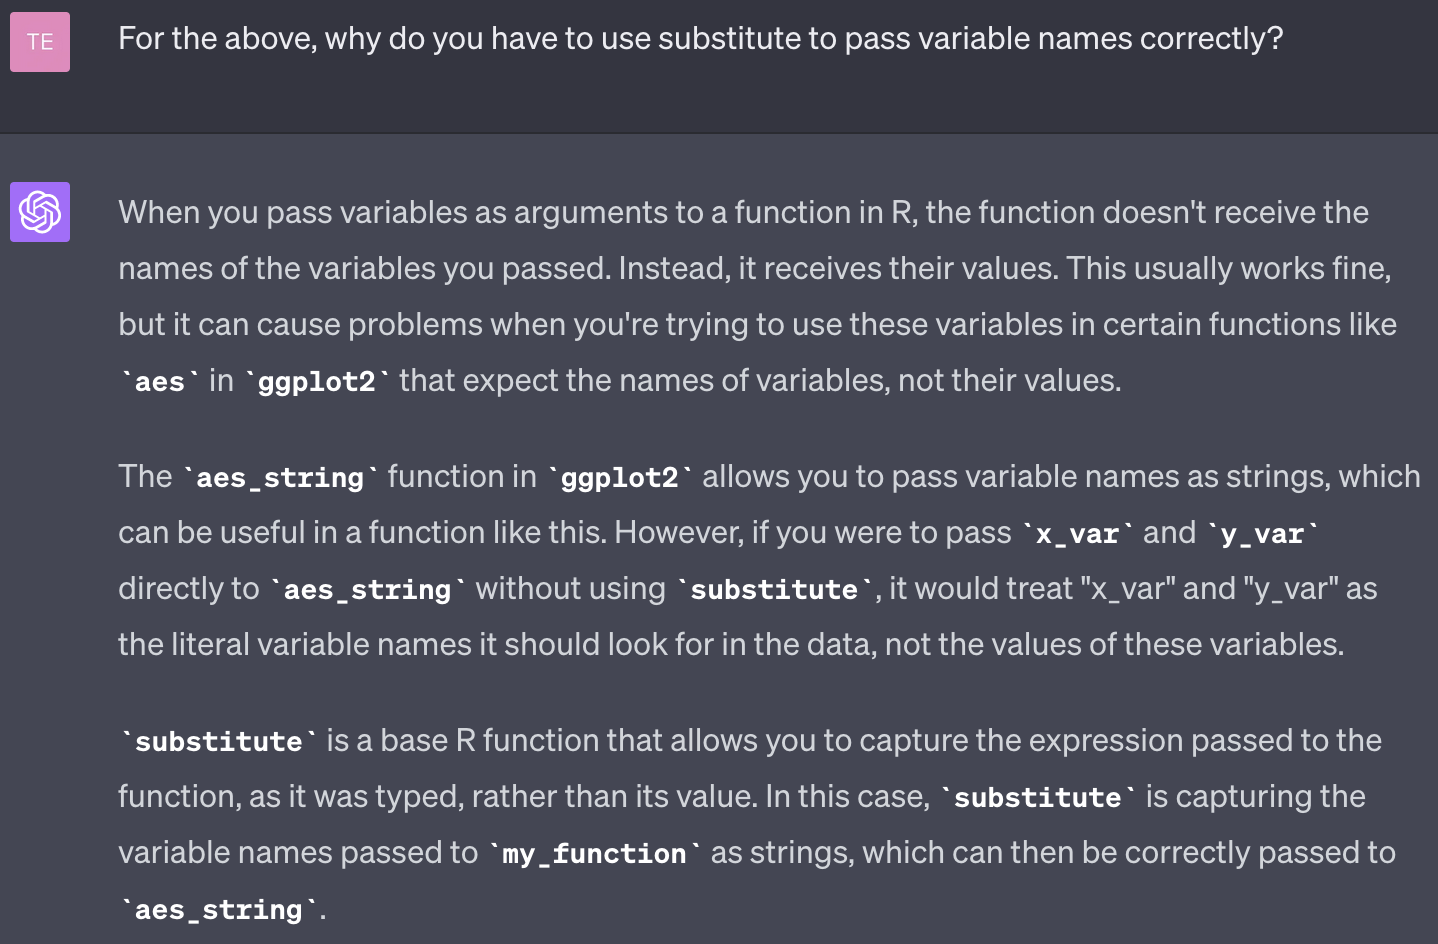 TE
For the above, why do you have to use substitute to pass variable names correctly?
When you pass variables as arguments to a function in R, the function doesn't receive the
names of the variables you passed. Instead, it receives their values. This usually works fine,
but it can cause problems when you're trying to use these variables in certain functions like
`aes` in `ggplot2` that expect the names of variables, not their values.
The `aes_string` function in `ggplot2` allows you to pass variable names as strings, which
can be useful in a function like this. However, if you were to pass `x_var` and `y_var`
directly to `aes_string` without using `substitute`, it would treat "x_var" and "y_var" as
the literal variable names it should look for in the data, not the values of these variables.
`substitute` is a base R function that allows you to capture the expression passed to the
function, as it was typed, rather than its value. In this case, `substitute` is capturing the
variable names passed to `my_function` as strings, which can then be correctly passed to
`aes_string`.